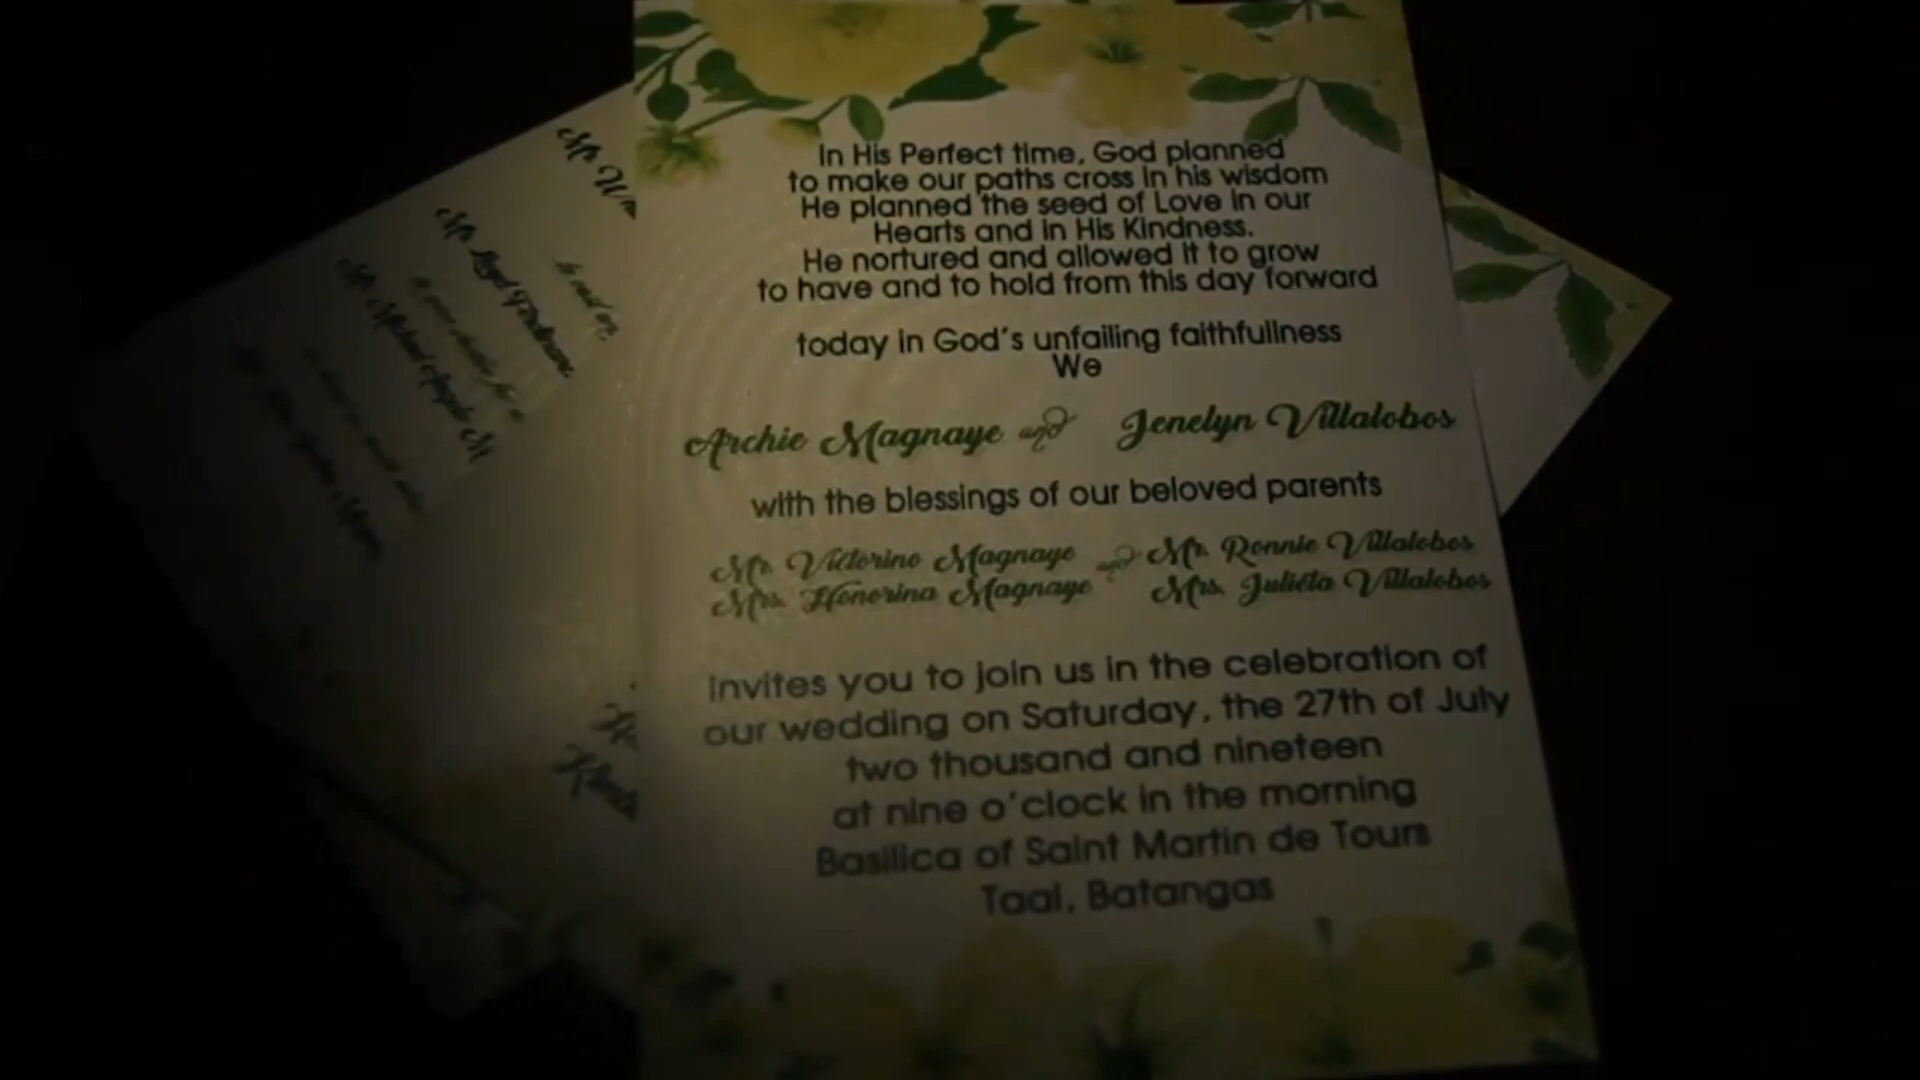 In His Perfect time, God planned
to make our paths cross in his wisdom
He planned the seed of Love in our
Hearts and in His Kindness.
He nortured and allowed it to grow
to have and to hold from this day forward
today in God's unfailing faithfullness
We
Archie Magnaye and Jenelyn Villalobos
with the blessings of our beloved parents
Mr. Victorino Magnaye and Mr. Ronnie Villalobos
Mrs. Honorina Magnaye Mrs. Julieta Villalobos
Invites you to join us in the celebration of
our wedding on Saturday, the 27th of July
two thousand and nineteen
at nine o'clock in the morning
Basilica of Saint Martin de Tours
Taal, Batangas
Mr.
Mr.
Mr. Michael